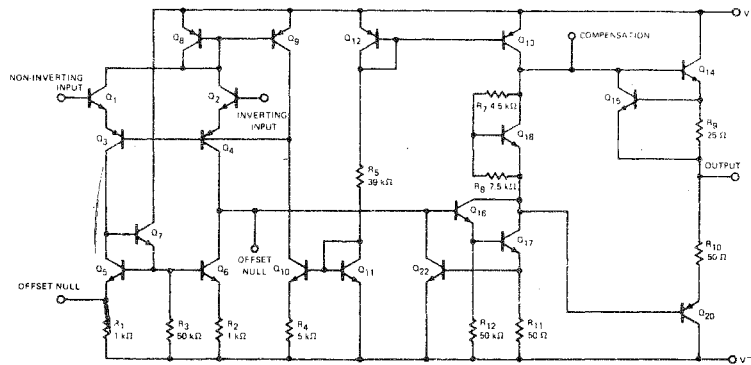 V+
Q8
Q9
Q12
Q13
COMPENSATION
Q14
NON-INVERTING
INPUT
Q1
Q2
INVERTING
INPUT
Q3
Q4
R7 4.5 kΩ
Q15
R9
25 Ω
Q18
OUTPUT
R5
39 kΩ
R8 7.5 kΩ
Q16
Q7
Q17
R10
50 Ω
Q5
Q6
OFFSET
NULL
Q10
Q11
Q22
OFFSET NULL
Q20
R1
1 kΩ
R3
50 kΩ
R2
1 kΩ
R4
5 kΩ
R12
50 kΩ
R11
50 Ω
V−